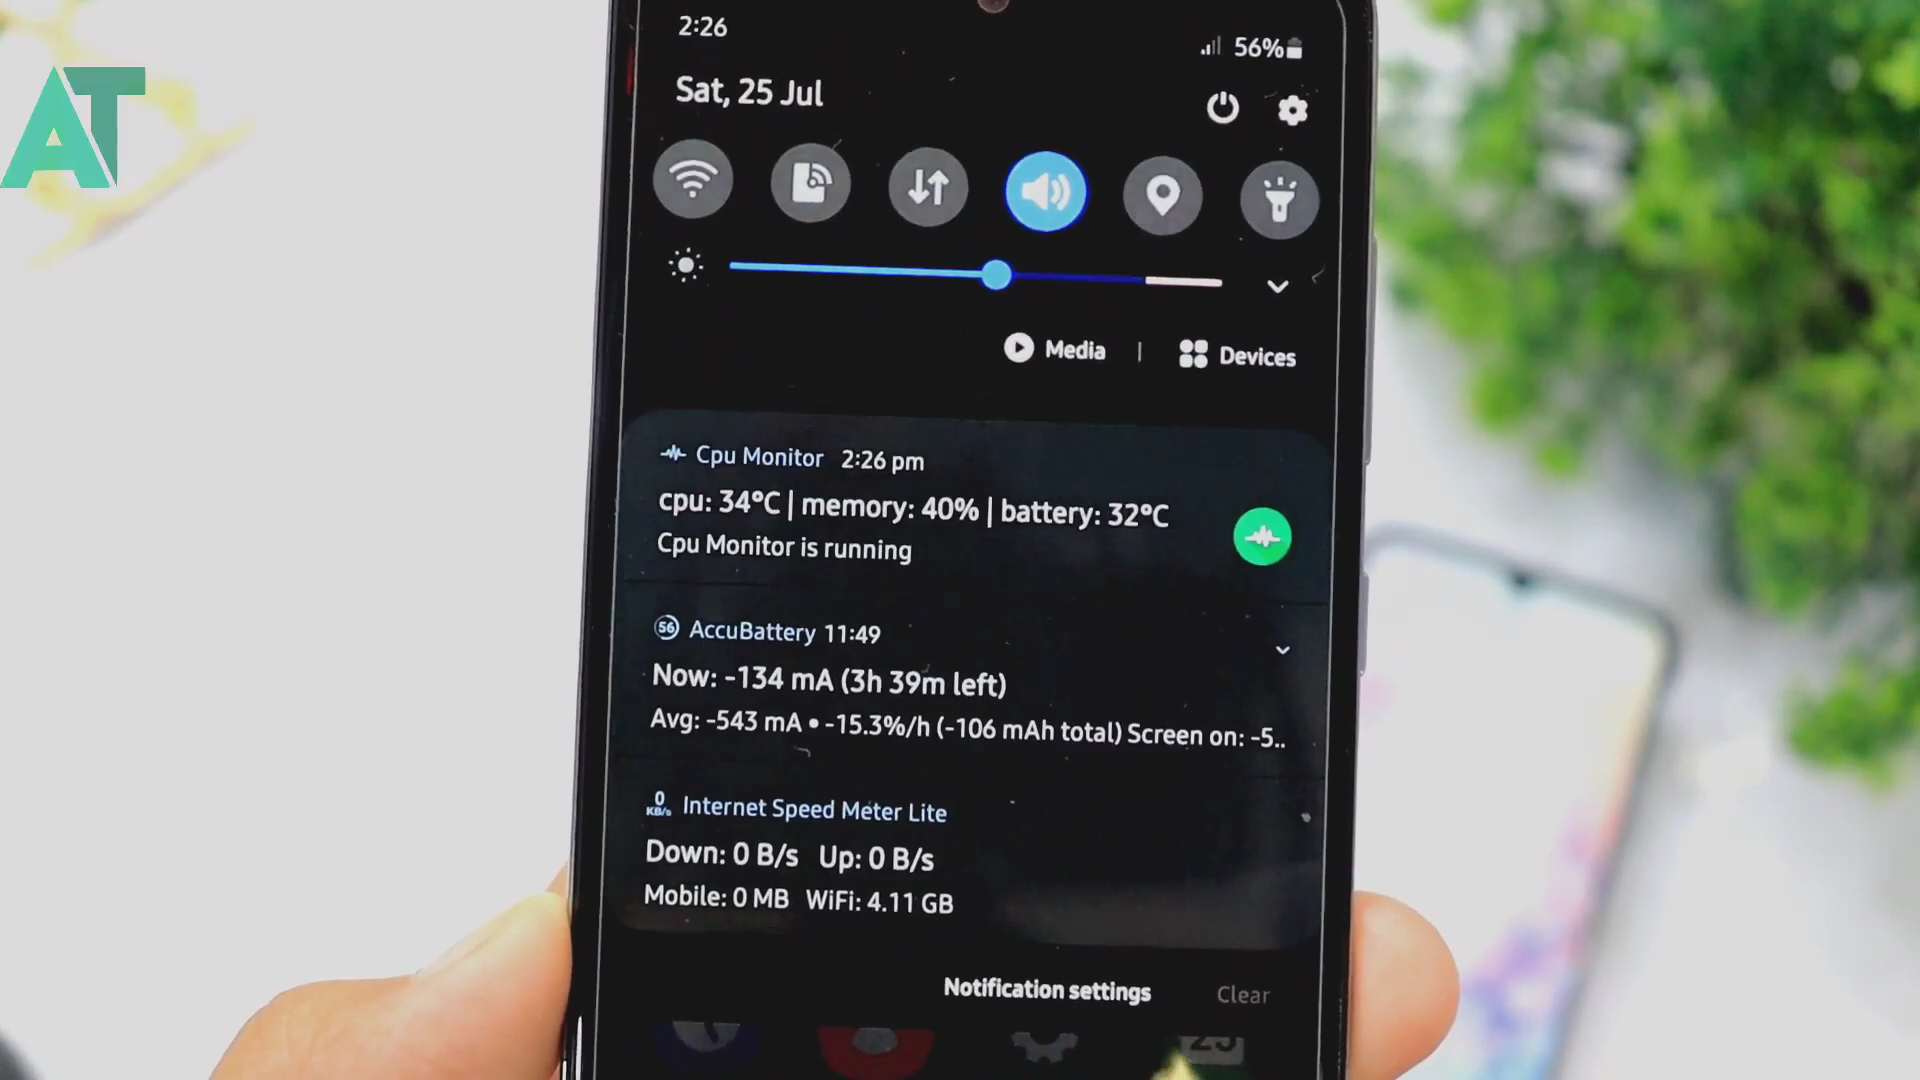 AT
2:26
56%
Sat, 25 Jul
Media | Devices
Cpu Monitor 2:26 pm
cpu: 34°C | memory: 40% | battery: 32°C
Cpu Monitor is running
56 AccuBattery 11:49
Now: -134 mA (3h 39m left)
Avg: -543 mA • -15.3%/h (-106 mAh total) Screen on: -5..
0 KB/s Internet Speed Meter Lite
Down: 0 B/s Up: 0 B/s
Mobile: 0 MB WiFi: 4.11 GB
Notification settings Clear
25